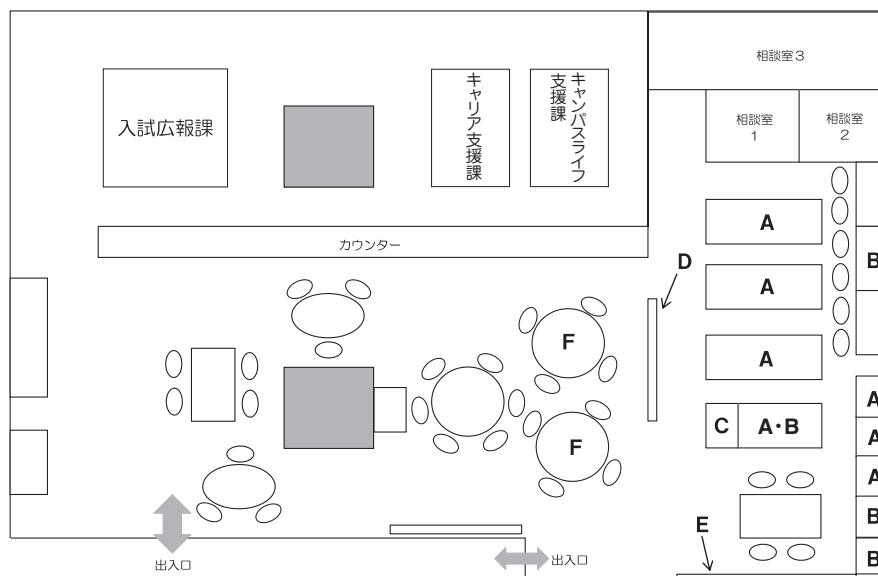 相談室3
入試広報課
キャリア支援課
キャンパスライフ
支援課
相談室
1
相談室
2
カウンター
A
B
D
A
F
A
A
C
A・B
F
A
A
B
E
B
出入口
出入口